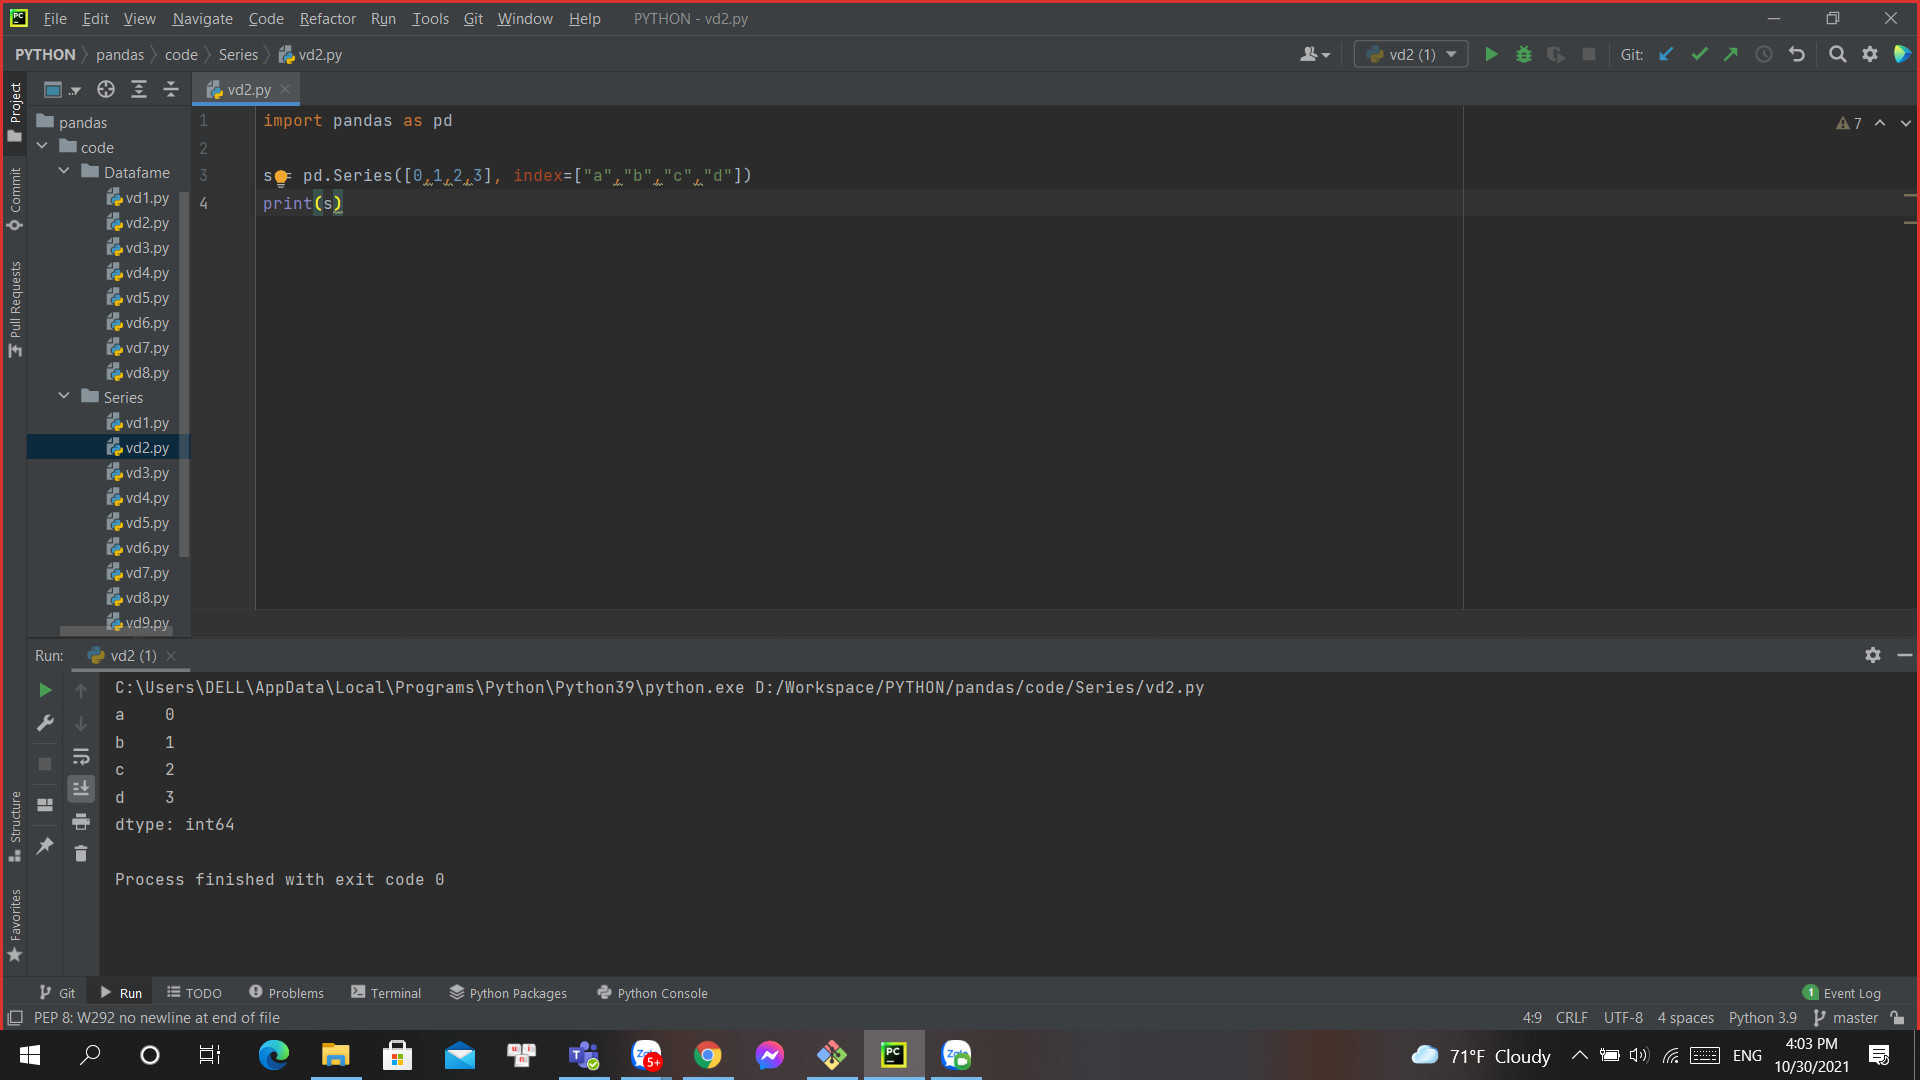 File Edit View Navigate Code Refactor Run Tools Git Window Help PYTHON - vd2.py
PYTHON pandas code Series vd2.py vd2 (1) Git:
vd2.py
Project
Commit
Pull Requests
Structure
Favorites
pandas
code
Datafame
vd1.py
vd2.py
vd3.py
vd4.py
vd5.py
vd6.py
vd7.py
vd8.py
Series
vd1.py
vd2.py
vd3.py
vd4.py
vd5.py
vd6.py
vd7.py
vd8.py
vd9.py
7
1 import pandas as pd
2
3 s = pd.Series([0,1,2,3], index=["a","b","c","d"])
4 print(s)
Run: vd2 (1)
C:\Users\DELL\AppData\Local\Programs\Python\Python39\python.exe D:/Workspace/PYTHON/pandas/code/Series/vd2.py
a 0
b 1
c 2
d 3
dtype: int64
Process finished with exit code 0
Git Run TODO Problems Terminal Python Packages Python Console 1 Event Log
PEP 8: W292 no newline at end of file 4:9 CRLF UTF-8 4 spaces Python 3.9 master
5+ PC 71°F Cloudy ENG 4:03 PM
10/30/2021